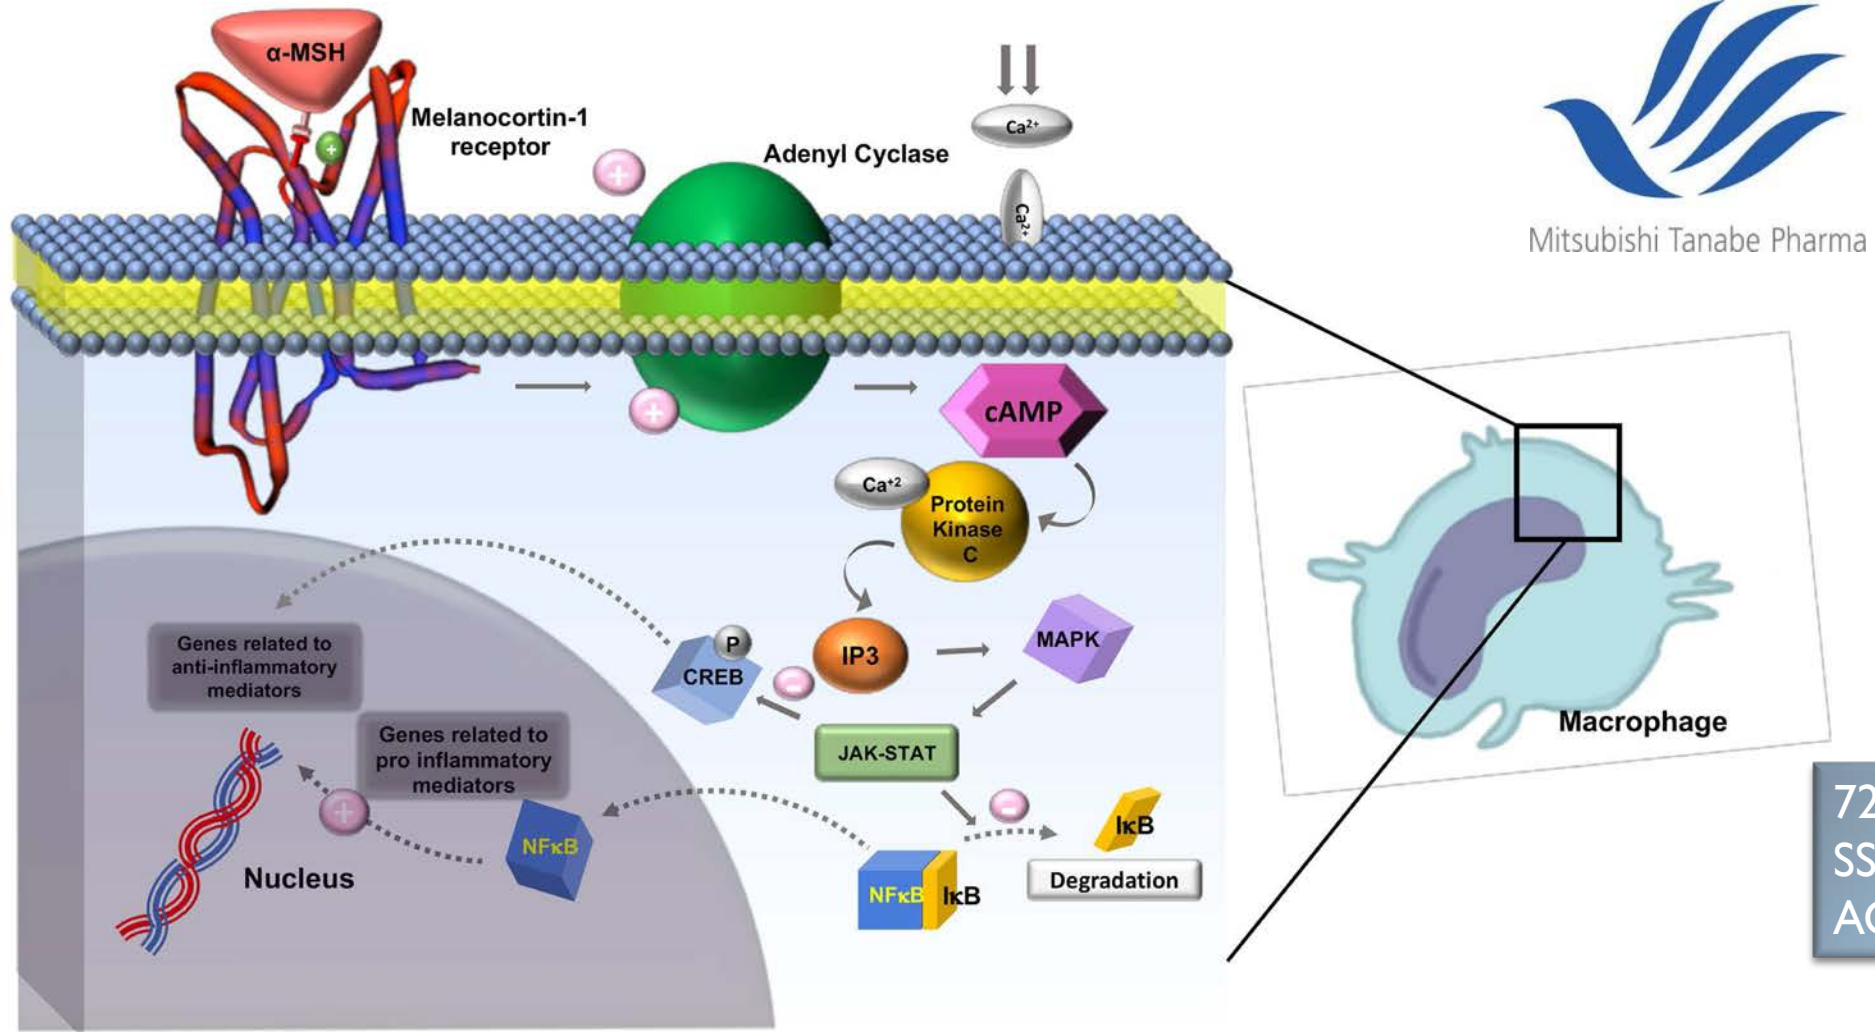 α-MSH
Melanocortin-1
receptor
+
+
Adenyl Cyclase
Ca²⁺
Ca²⁺
Mitsubishi Tanabe Pharma
+
cAMP
Ca⁺²
Protein
Kinase
C
IP3
MAPK
P
CREB
-
JAK-STAT
Genes related to
anti-inflammatory
mediators
Genes related to
pro inflammatory
mediators
+
NFκB
Nucleus
-
IκB
NFκB IκB
Degradation
Macrophage
72
SS